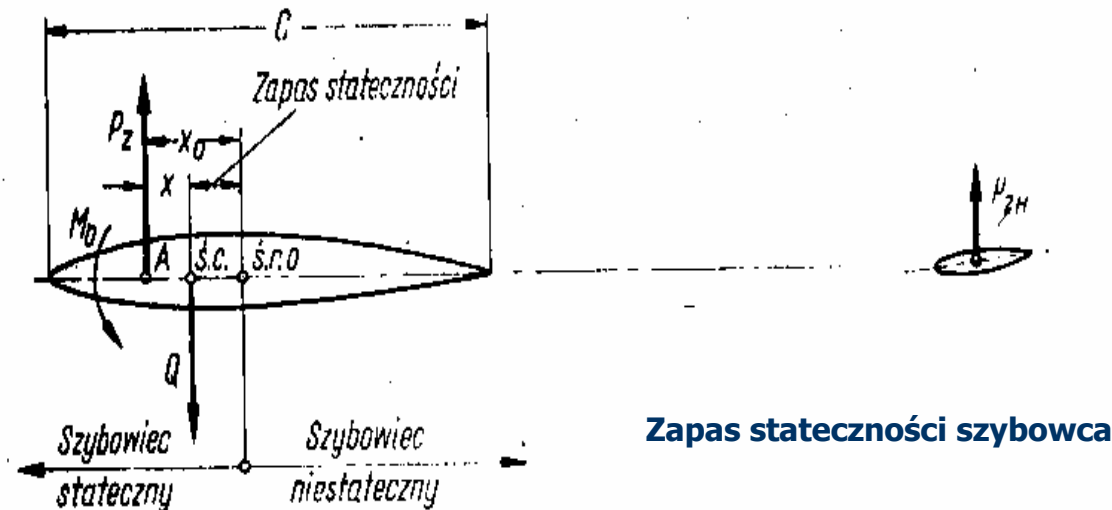 C
Zapas stateczności
Pz
x₀
x
M₀
A
ś.c.
ś.r.o
PzH
Q
Zapas stateczności szybowca
Szybowiec
stateczny
Szybowiec
niestateczny